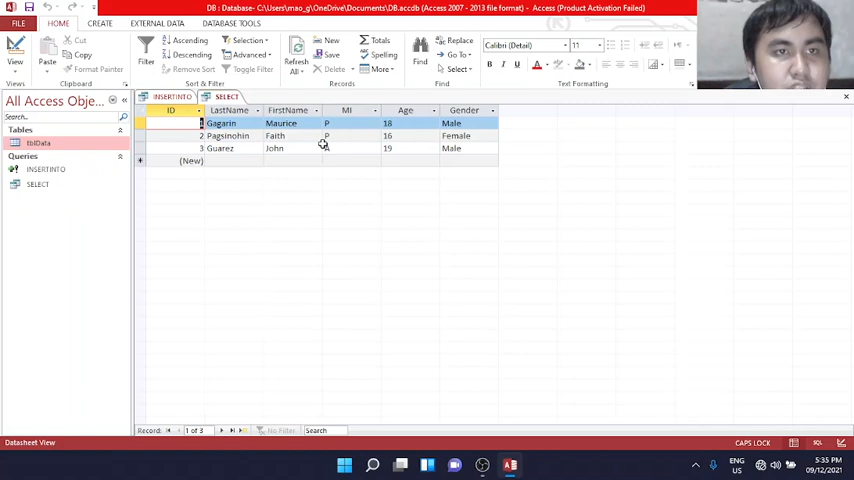 DB : Database- C:\Users\mao_g\OneDrive\Documents\DB.accdb (Access 2007 - 2013 file format) - Access (Product Activation Failed)
FILE HOME CREATE EXTERNAL DATA DATABASE TOOLS
View
Paste
Cut
Copy
Format Painter
Filter
Ascending
Descending
Remove Sort
Selection
Advanced
Toggle Filter
Refresh
All
New
Save
Delete
Totals
Spelling
More
Find
Replace
Go To
Select
Calibri (Detail) 11
B I U
Views Clipboard Sort & Filter Records Find Text Formatting
All Access Obje...
Search...
Tables
tblData
Queries
INSERTINTO
SELECT
INSERTINTO SELECT
ID LastName FirstName MI Age Gender
1 Gagarin Maurice P 18 Male
2 Pagsinohin Faith P 16 Female
3 Guarez John A 19 Male
(New)
Record: 1 of 3 No Filter Search
Datasheet View CAPS LOCK SQL
ENG
US
5:35 PM
09/12/2021